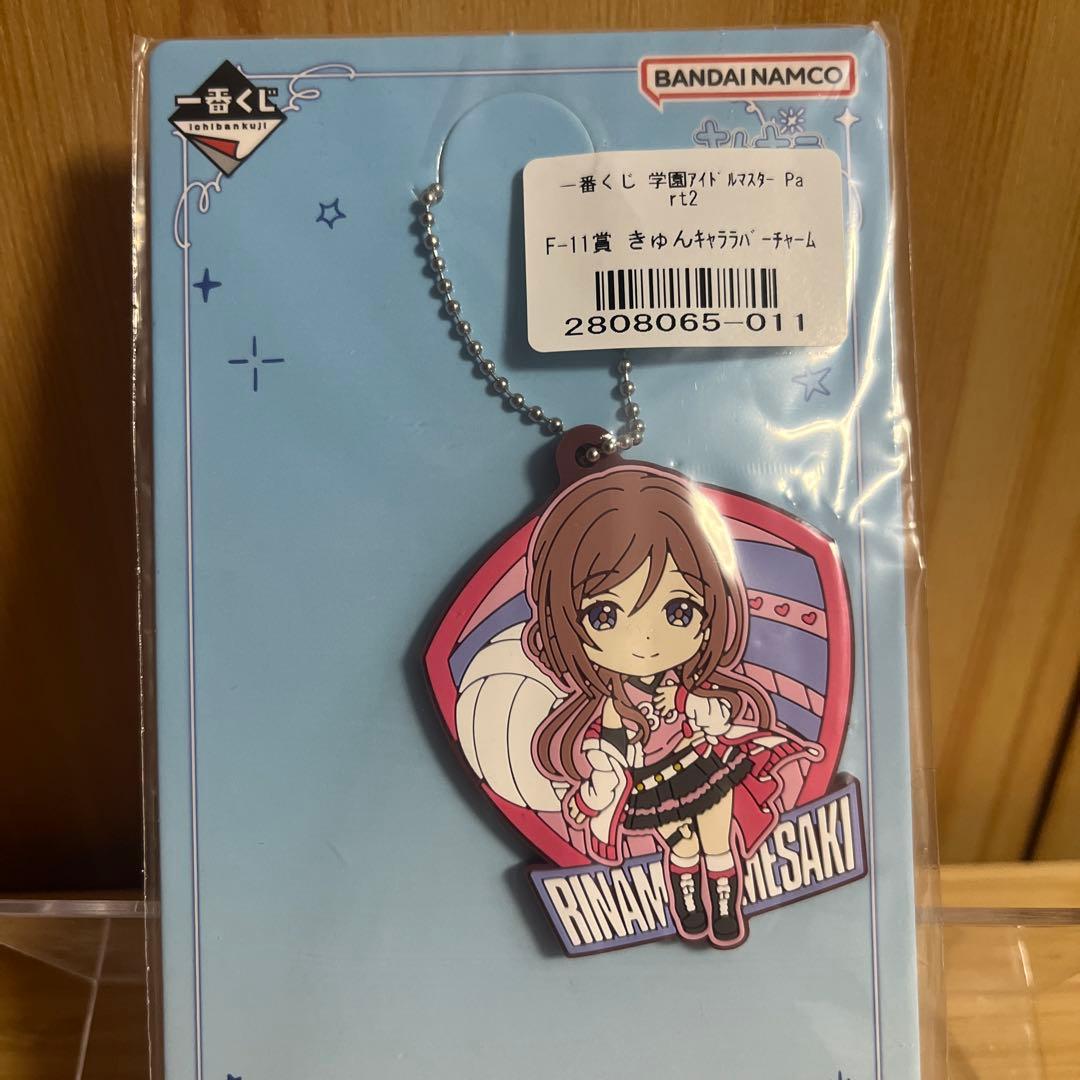 一番くじ
ichibankuji
BANDAI NAMCO
一番くじ 学園ｱｲﾄﾞﾙﾏｽﾀｰ Pa
rt2
F-11賞 きゅんｷｬﾗﾗﾊﾞｰﾁｬｰﾑ
2808065-011
RINAM
MESAKI